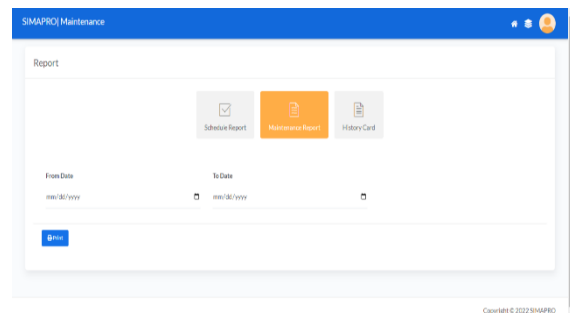 SIMAPRO| Maintenance
Report
Schedule Report
Maintenance Report
History Card
From Date
To Date
mm/dd/yyyy
mm/dd/yyyy
Print
Copyright © 2022 SIMAPRO